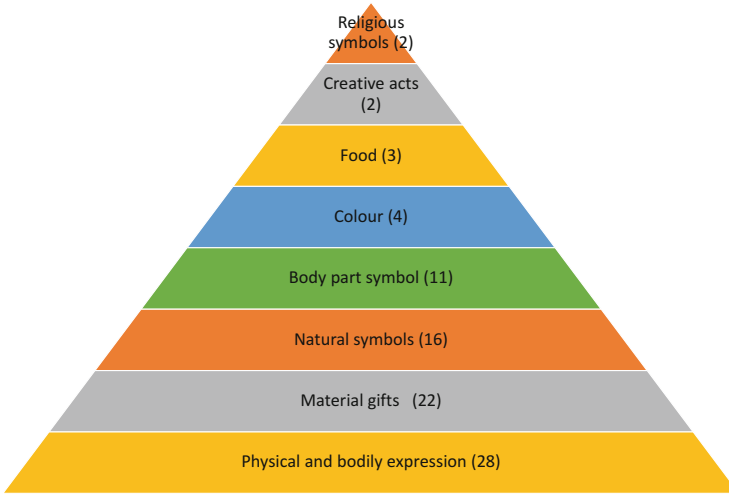 Religious
symbols (2)
Creative acts
(2)
Food (3)
Colour (4)
Body part symbol (11)
Natural symbols (16)
Material gifts (22)
Physical and bodily expression (28)